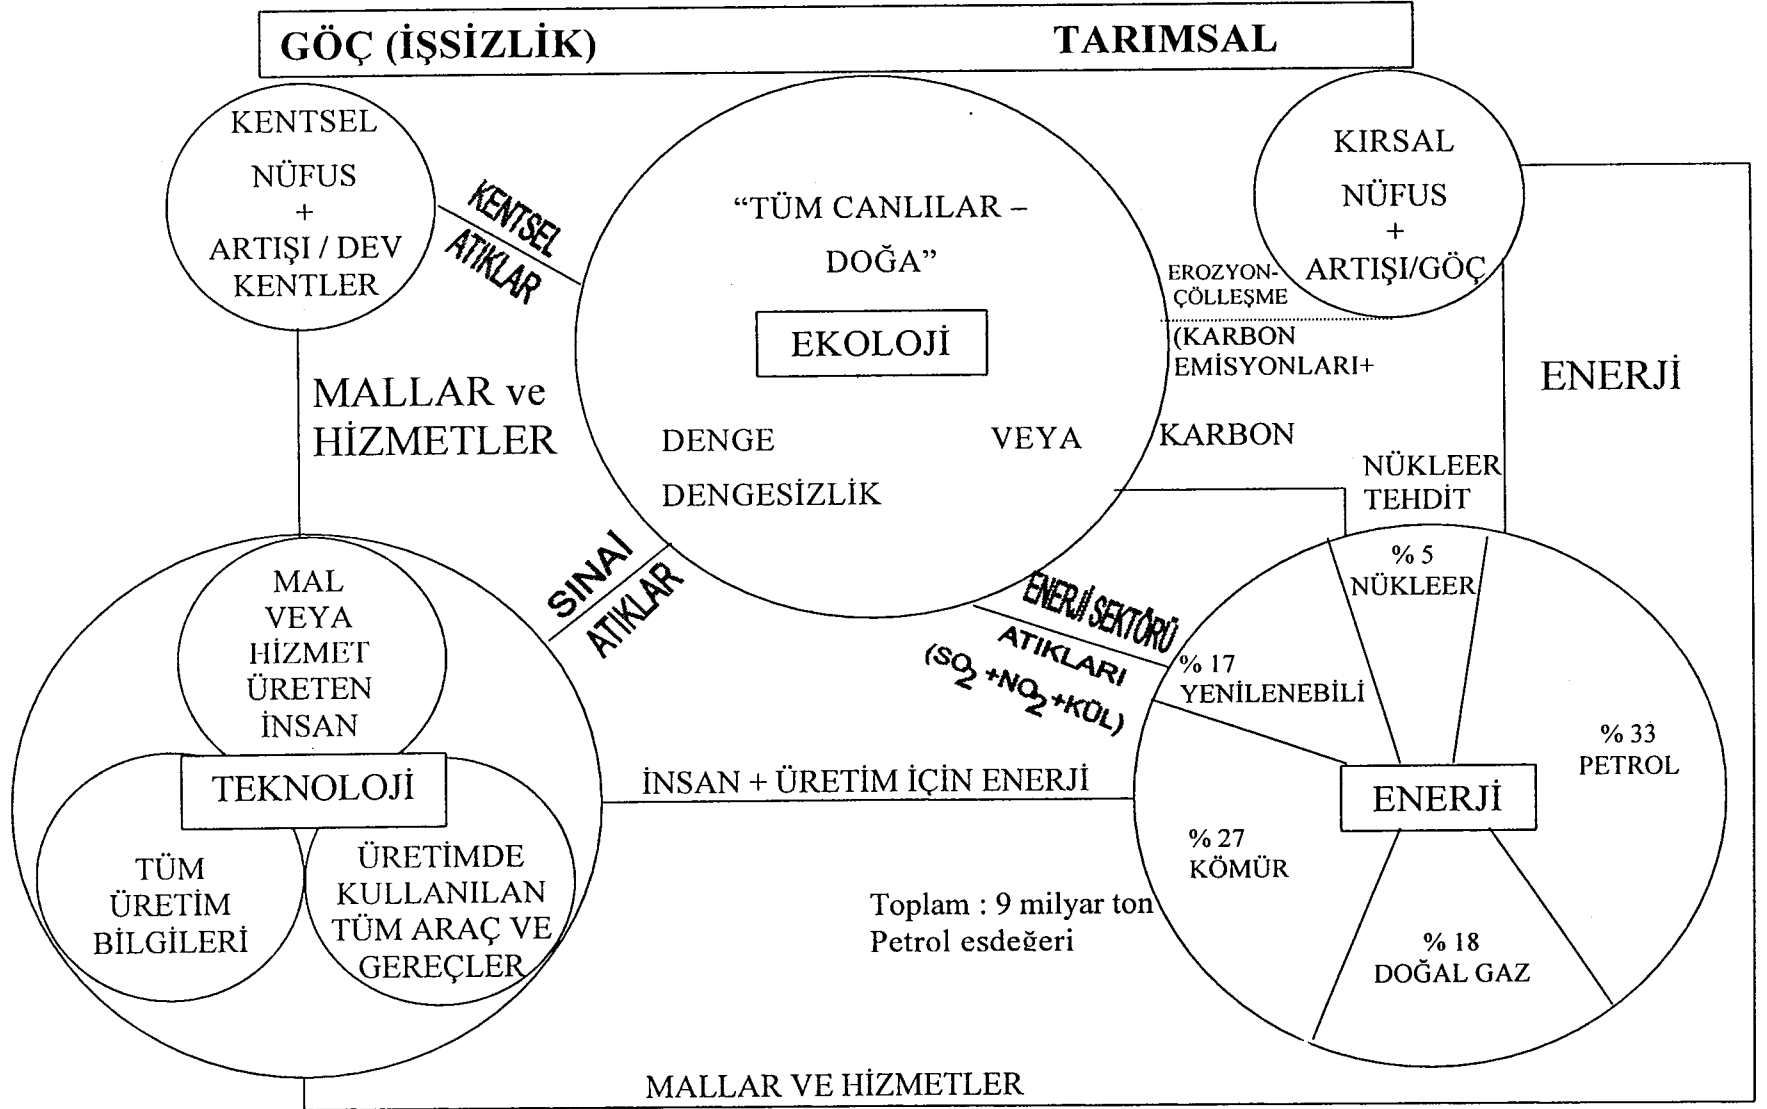 GÖÇ (İŞSİZLİK) TARIMSAL
KENTSEL
NÜFUS
+
ARTIŞI / DEV
KENTLER
KENTSEL
ATIKLAR
“TÜM CANLILAR –
DOĞA”
EKOLOJİ
DENGE VEYA
DENGESİZLİK
KIRSAL
NÜFUS
+
ARTIŞI/GÖÇ
EROZYON-
ÇÖLLEŞME
(KARBON
EMİSYONLARI+
KARBON
ENERJİ
NÜKLEER
TEHDİT
MALLAR ve
HİZMETLER
SINAI
ATIKLAR
ENERJİ SEKTÖRÜ
ATIKLARI
(SO2 +NO2+KÜL)
MAL
VEYA
HİZMET
ÜRETEN
İNSAN
TEKNOLOJİ
TÜM
ÜRETİM
BİLGİLERİ
ÜRETİMDE
KULLANILAN
TÜM ARAÇ VE
GEREÇLER
İNSAN + ÜRETİM İÇİN ENERJİ
% 5
NÜKLEER
% 17
YENİLENEBİLİ
% 33
PETROL
ENERJİ
% 27
KÖMÜR
% 18
DOĞAL GAZ
Toplam : 9 milyar ton
Petrol esdeğeri
MALLAR VE HİZMETLER